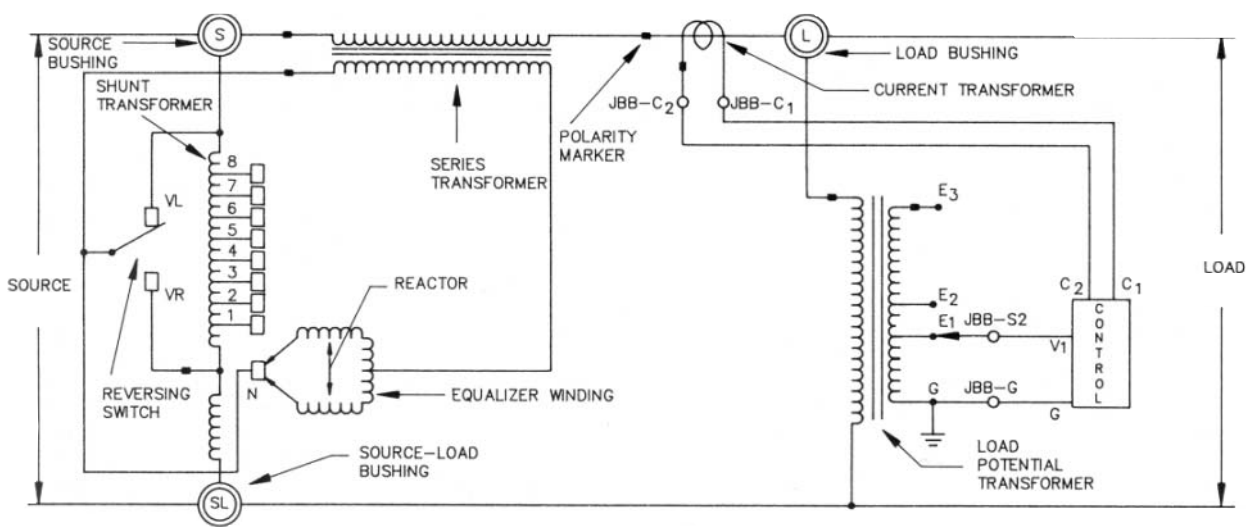 S
SOURCE
BUSHING
L
LOAD BUSHING
SHUNT
TRANSFORMER
CURRENT TRANSFORMER
JBB-C2
JBB-C1
POLARITY
MARKER
SERIES
TRANSFORMER
8
7
6
5
4
3
2
1
VL
VR
E3
E2
E1
JBB-S2
V1
C2
C1
CONTROL
SOURCE
LOAD
REACTOR
REVERSING
SWITCH
N
EQUALIZER WINDING
G
JBB-G
G
SOURCE-LOAD
BUSHING
LOAD
POTENTIAL
TRANSFORMER
SL